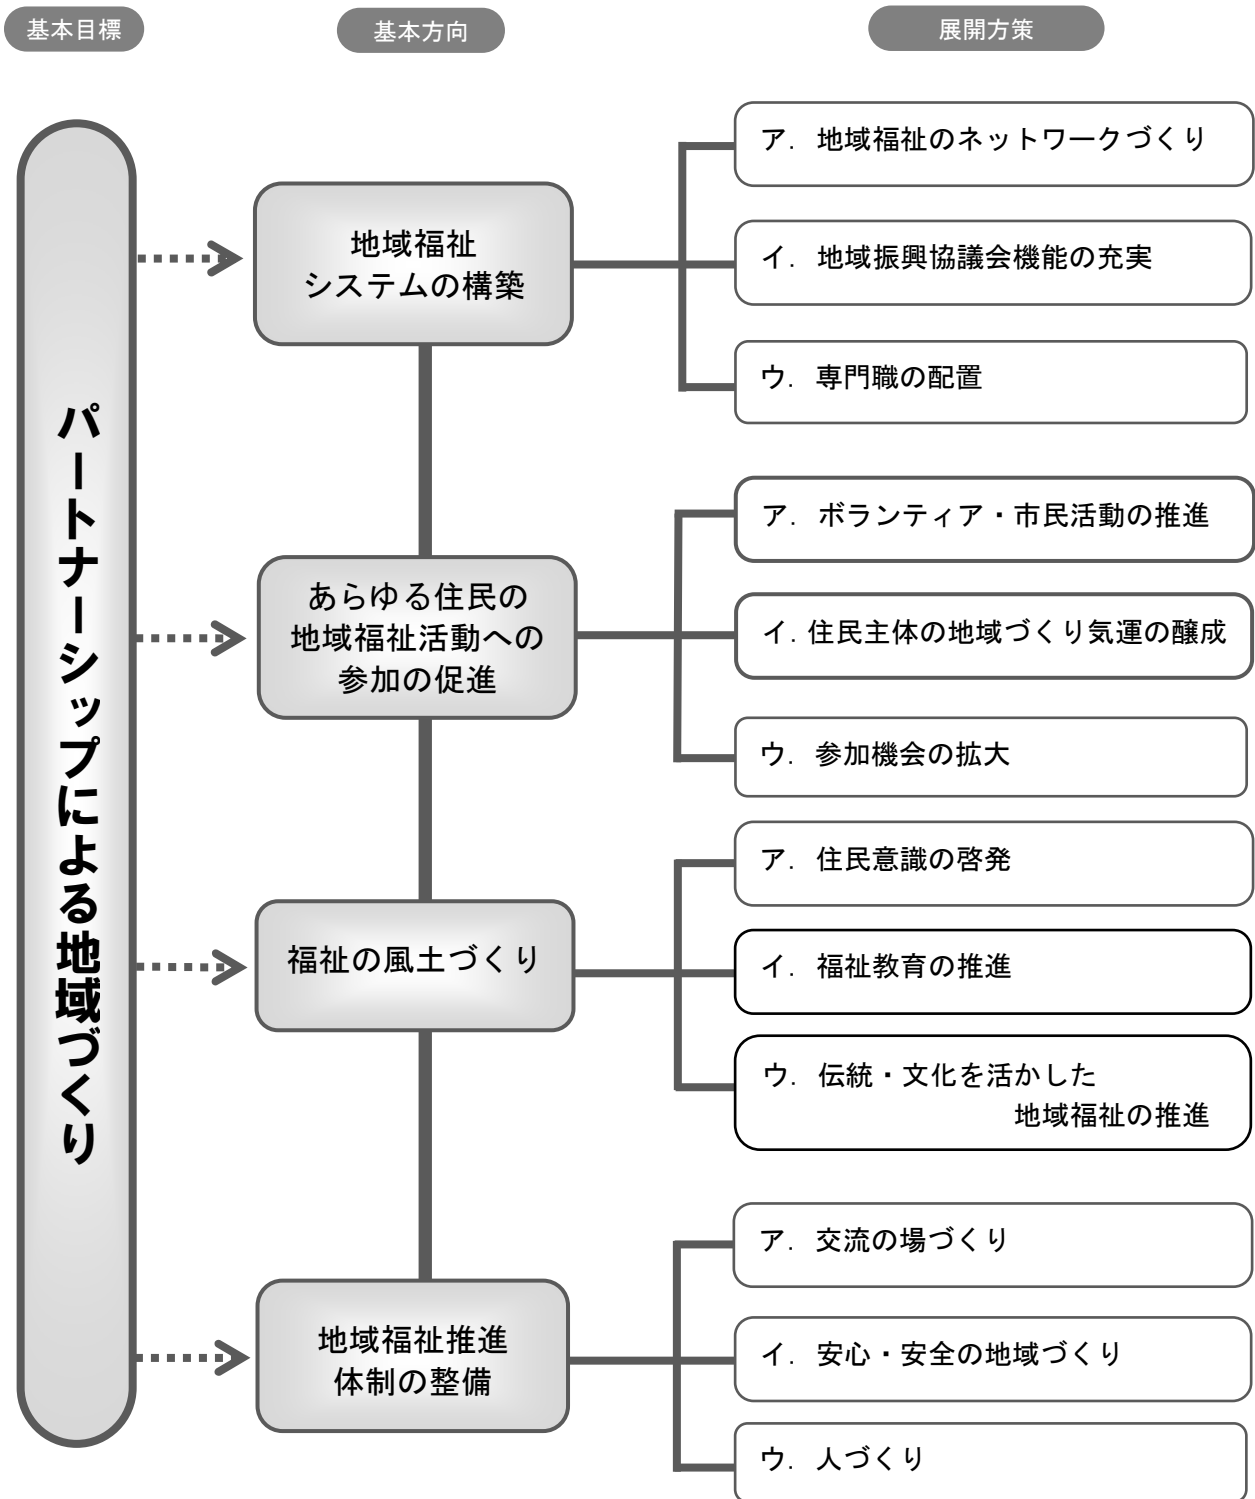 基本目標
基本方向
展開方策
パートナーシップによる地域づくり
地域福祉
システムの構築
ア. 地域福祉のネットワークづくり
イ. 地域振興協議会機能の充実
ウ. 専門職の配置
あらゆる住民の
地域福祉活動への
参加の促進
ア. ボランティア・市民活動の推進
イ. 住民主体の地域づくり気運の醸成
ウ. 参加機会の拡大
福祉の風土づくり
ア. 住民意識の啓発
イ. 福祉教育の推進
ウ. 伝統・文化を活かした
地域福祉の推進
地域福祉推進
体制の整備
ア. 交流の場づくり
イ. 安心・安全の地域づくり
ウ. 人づくり